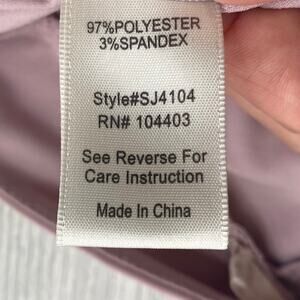 97%POLYESTER
3%SPANDEX
Style#SJ4104
RN# 104403
See Reverse For
Care Instruction
Made In China